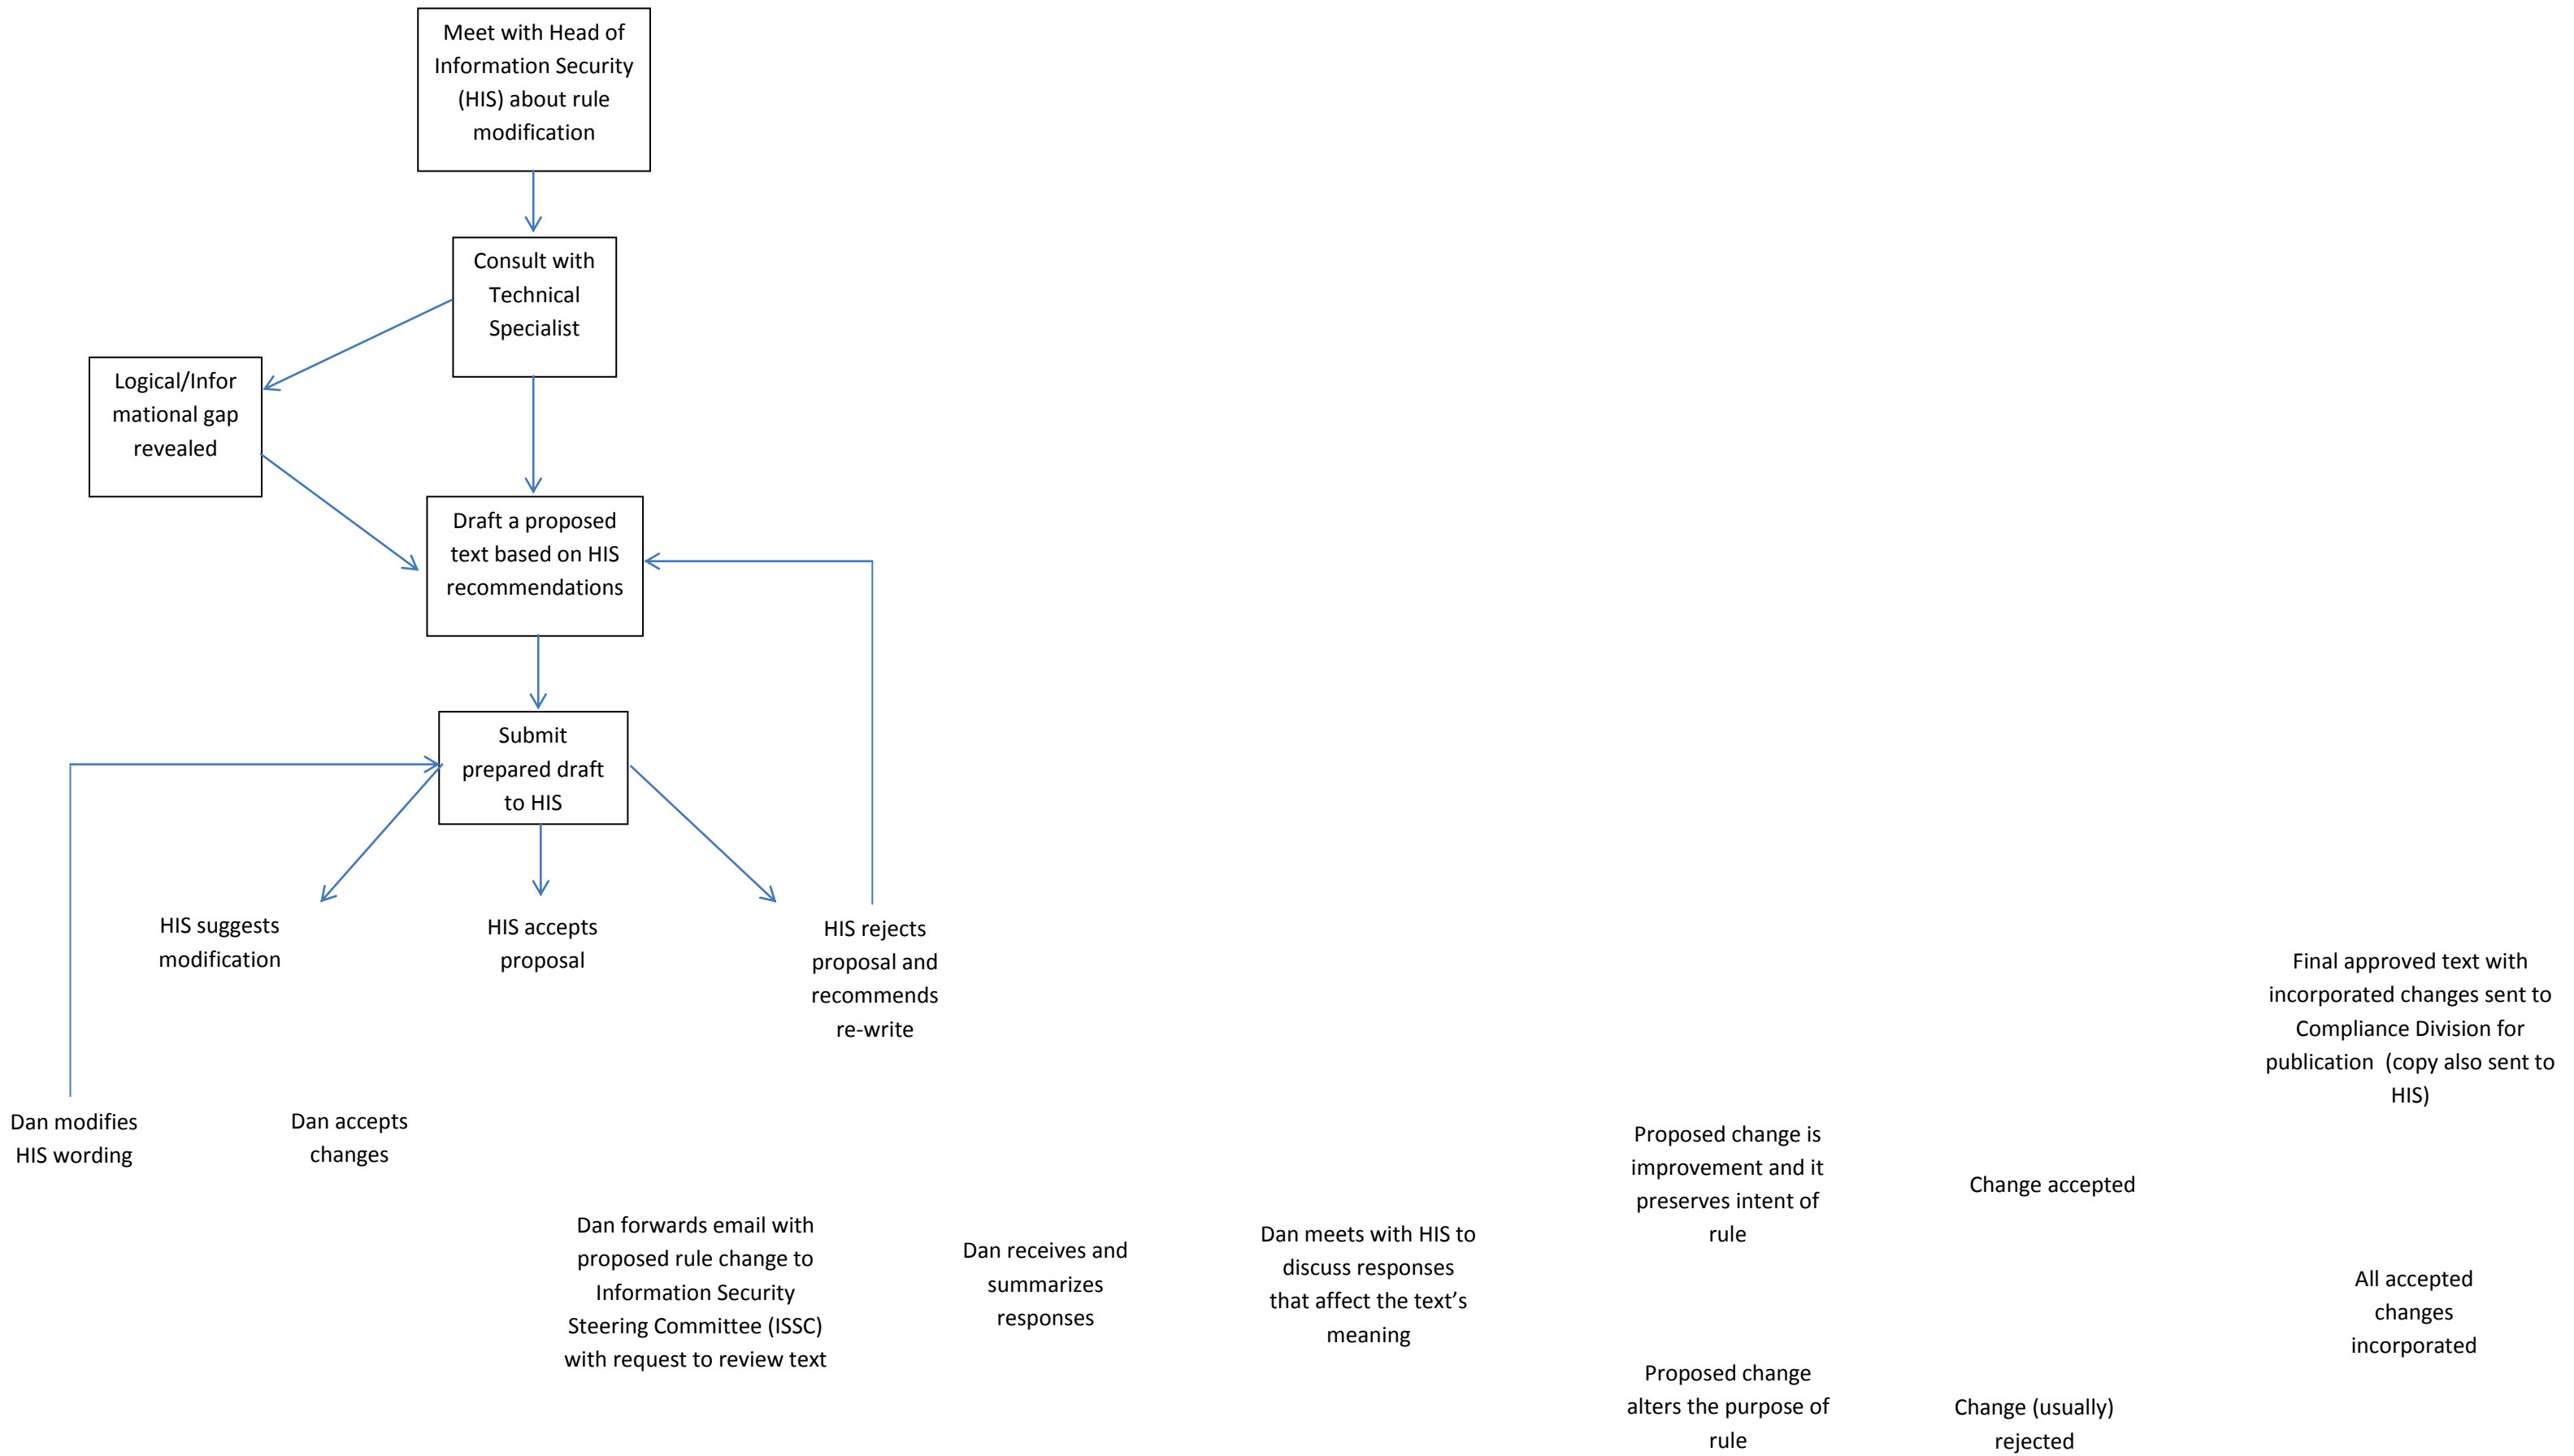 Meet with Head of
Information Security
(HIS) about rule
modification
Consult with
Technical
Specialist
Logical/Infor
mational gap
revealed
Draft a proposed
text based on HIS
recommendations
Submit
prepared draft
to HIS
HIS suggests
modification
HIS accepts
proposal
HIS rejects
proposal and
recommends
re-write
Final approved text with
incorporated changes sent to
Compliance Division for
publication (copy also sent to
HIS)
Dan modifies
HIS wording
Dan accepts
changes
Dan forwards email with
proposed rule change to
Information Security
Steering Committee (ISSC)
with request to review text
Dan receives and
summarizes
responses
Dan meets with HIS to
discuss responses
that affect the text’s
meaning
Proposed change is
improvement and it
preserves intent of
rule
Change accepted
All accepted
changes
incorporated
Proposed change
alters the purpose of
rule
Change (usually)
rejected